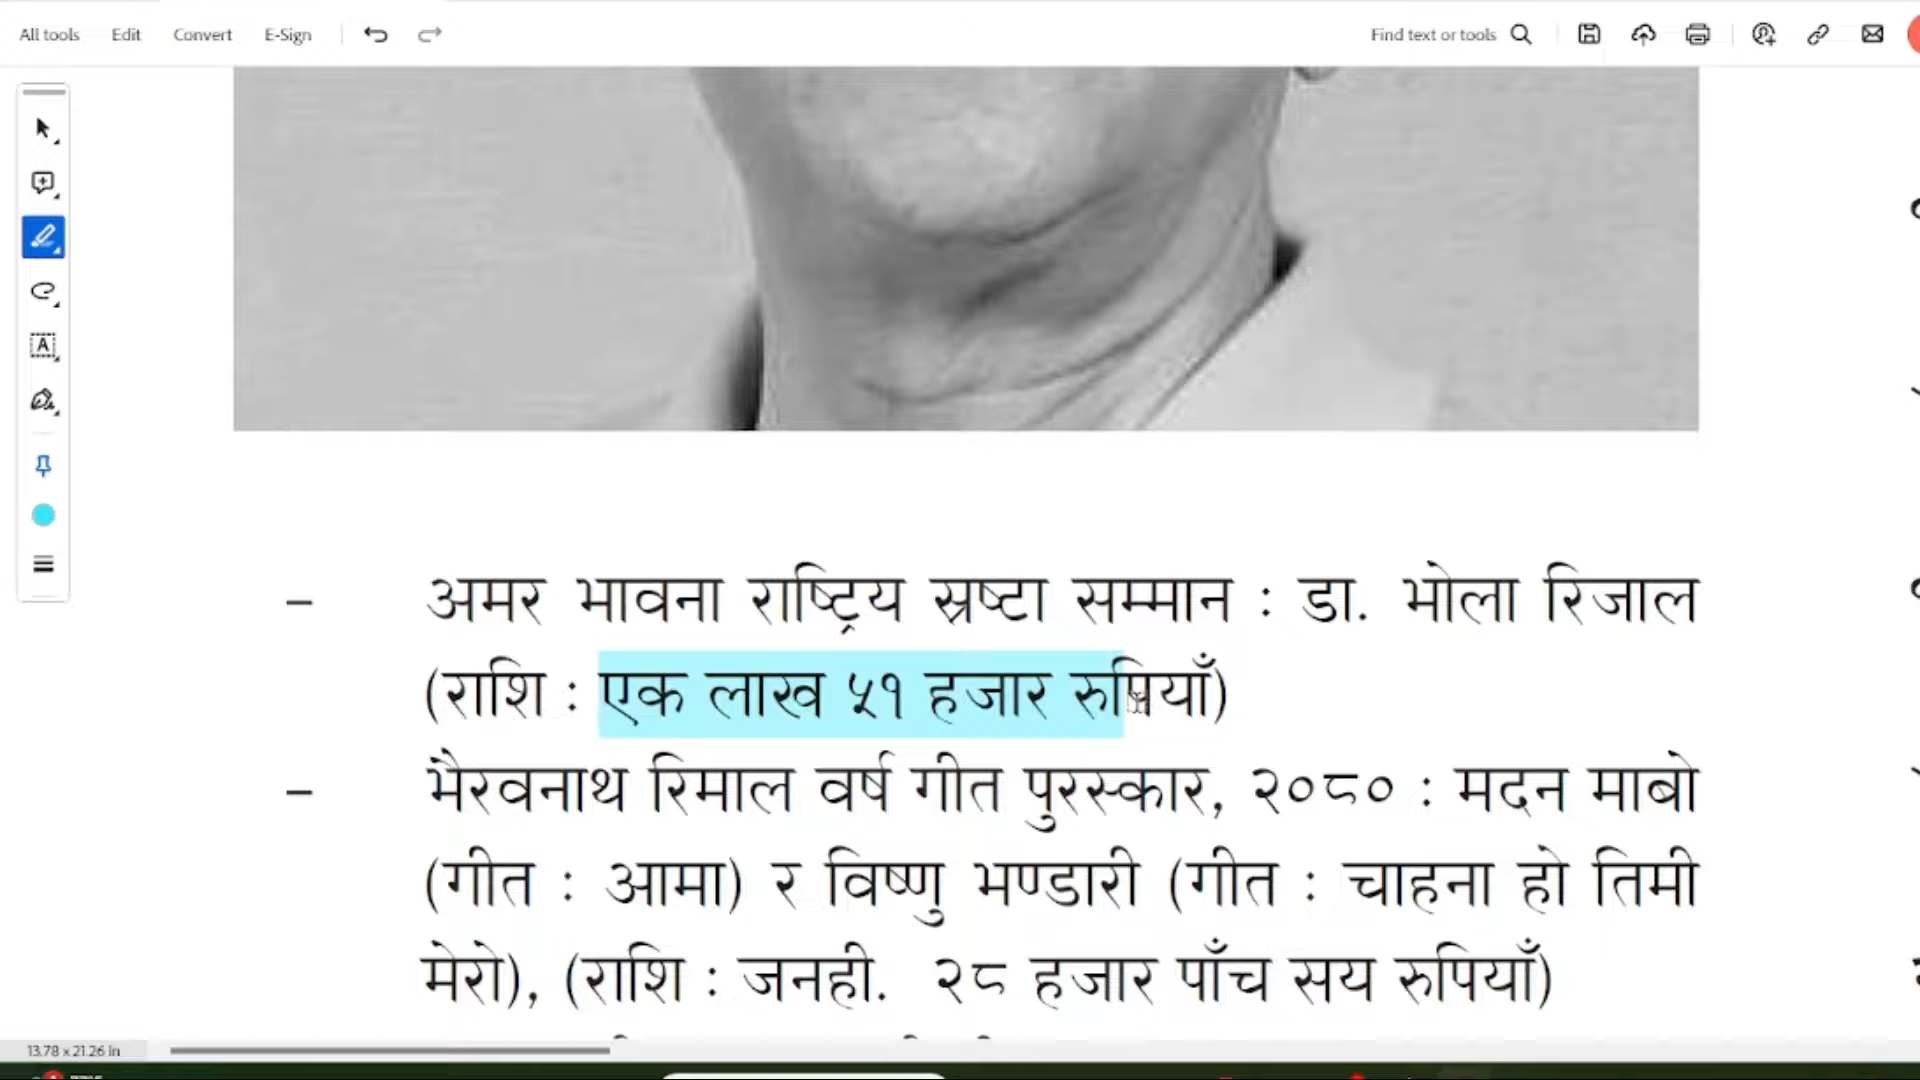 All tools Edit Convert E-Sign Find text or tools
– अमर भावना राष्ट्रिय स्रष्टा सम्मान : डा. भोला रिजाल
(राशि : एक लाख ५१ हजार रुपियाँ)
– भैरवनाथ रिमाल वर्ष गीत पुरस्कार, २०८० : मदन माबो
(गीत : आमा) र विष्णु भण्डारी (गीत : चाहना हो तिमी
मेरो), (राशि : जनही. २८ हजार पाँच सय रुपियाँ)
13.78 x 21.26 in